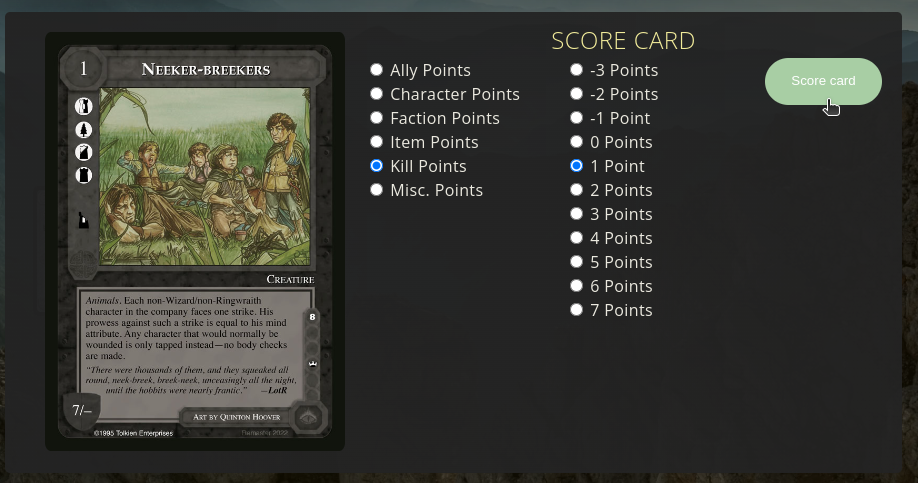 1
NEEKER-BREEKERS
CREATURE
Animals. Each non-Wizard/non-Ringwraith
character in the company faces one strike. His
prowess against such a strike is equal to his mind
attribute. Any character that would normally be
wounded is only tapped instead—no body checks
are made.
“There were thousands of them, and they squeaked all
round, neek-breek, breek-neek, unceasingly all the night,
until the hobbits were nearly frantic.” —LotR
8
7/–
ART BY QUINTON HOOVER
©1995 Tolkien Enterprises
SCORE CARD
Ally Points
Character Points
Faction Points
Item Points
Kill Points
Misc. Points
-3 Points
-2 Points
-1 Point
0 Points
1 Point
2 Points
3 Points
4 Points
5 Points
6 Points
7 Points
Score card